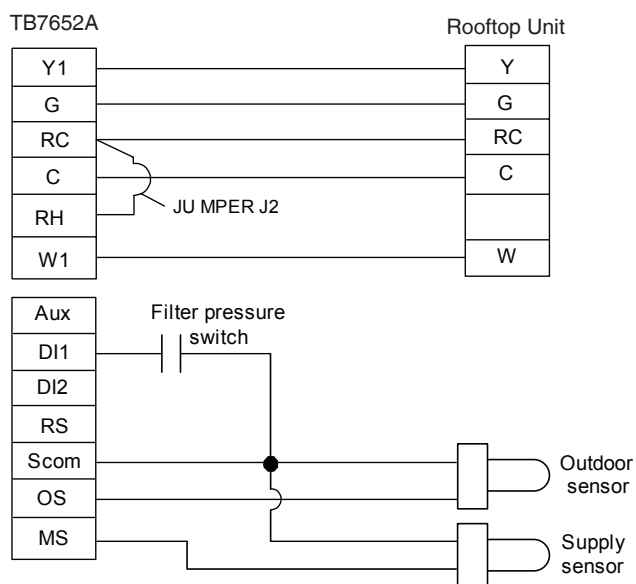 TB7652A
Rooftop Unit
Y1
Y
G
G
RC
RC
C
C
JU MPER J2
RH
W1
W
Aux
Filter pressure
switch
DI1
DI2
RS
Scom
Outdoor
sensor
OS
MS
Supply
sensor